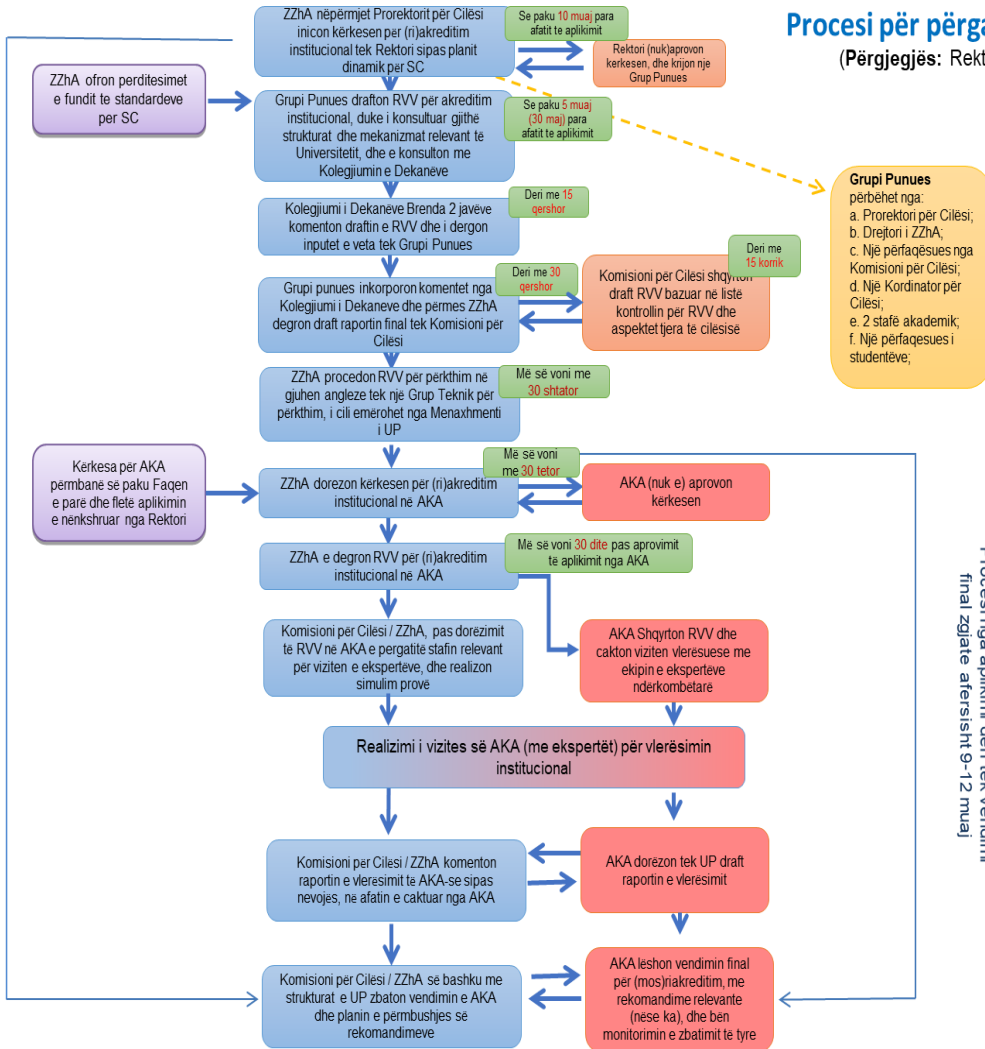 Procesi për përga
(Përgjegjës: Rekt
ZZhA nëpërmjet Prorektorit për Cilësi
inicon kërkesen për (ri)akreditim
institucional tek Rektori sipas planit
dinamik për SC
Se paku 10 muaj para
afatit te aplikimit
Rektori (nuk)aprovon
kerkesen, dhe krijon nje
Grup Punues
ZZhA ofron perditesimet
e fundit te standardeve
per SC
Grupi Punues drafton RVV për akreditim
institucional, duke i konsultuar gjithë
strukturat dhe mekanizmat relevant të
Universitetit, dhe e konsulton me
Kolegjiumin e Dekanëve
Se paku 5 muaj
(30 maj) para
afatit te aplikimit
Grupi Punues
përbëhet nga:
a. Prorektori për Cilësi;
b. Drejtori i ZZhA;
c. Një përfaqësues nga
Komisioni për Cilësi;
d. Një Kordinator për
Cilësi;
e. 2 stafë akademik;
f. Një përfaqesues i
studentëve;
Kolegjiumi i Dekanëve Brenda 2 javëve
komenton draftin e RVV dhe i dergon
inputet e veta tek Grupi Punues
Deri me 15
qershor
Grupi punues inkorporon komentet nga
Kolegjiumi i Dekaneve dhe përmes ZZhA
degron draft raportin final tek Komisioni për
Cilësi
Deri me 30
qershor
Komisioni për Cilësi shqyrton
draft RVV bazuar në listë
kontrollin për RVV dhe
aspektet tjera të cilësisë
Deri me
15 korrik
ZZhA procedon RVV për përkthim në
gjuhen angleze tek një Grup Teknik për
përkthim, i cili emërohet nga Menaxhmenti
i UP
Më së voni me
30 shtator
Kërkesa për AKA
përmbanë së paku Faqen
e parë dhe fletë aplikimin
e nënkshruar nga Rektori
ZZhA dorezon kërkesen për (ri)akreditim
institucional në AKA
Më së voni
me 30 tetor
AKA (nuk e) aprovon
kërkesen
ZZhA e degron RVV për (ri)akreditim
institucional në AKA
Më së voni 30 dite pas aprovimit
të aplikimit nga AKA
Komisioni për Cilësi / ZZhA, pas dorëzimit
të RVV në AKA e pergatitë stafin relevant
për viziten e ekspertëve, dhe realizon
simulim provë
AKA Shqyrton RVV dhe
cakton viziten vlerësuese me
ekipin e ekspertëve
ndërkombëtarë
Realizimi i vizites së AKA (me ekspertët) për vlerësimin
institucional
Komisioni per Cilësi / ZZhA komenton
raportin e vlerësimit të AKA-se sipas
nevojës, në afatin e caktuar nga AKA
AKA dorëzon tek UP draft
raportin e vlerësimit
Komisioni për Cilësi / ZZhA së bashku me
strukturat e UP zbaton vendimin e AKA
dhe planin e përmbushjes së
rekomandimeve
AKA lëshon vendimin final
për (mos)riakreditim, me
rekomandime relevante
(nëse ka), dhe bën
monitorimin e zbatimit të tyre
Procesi nga aplikimi deri tek vendimi
final zgjate afersisht 9-12 muaj